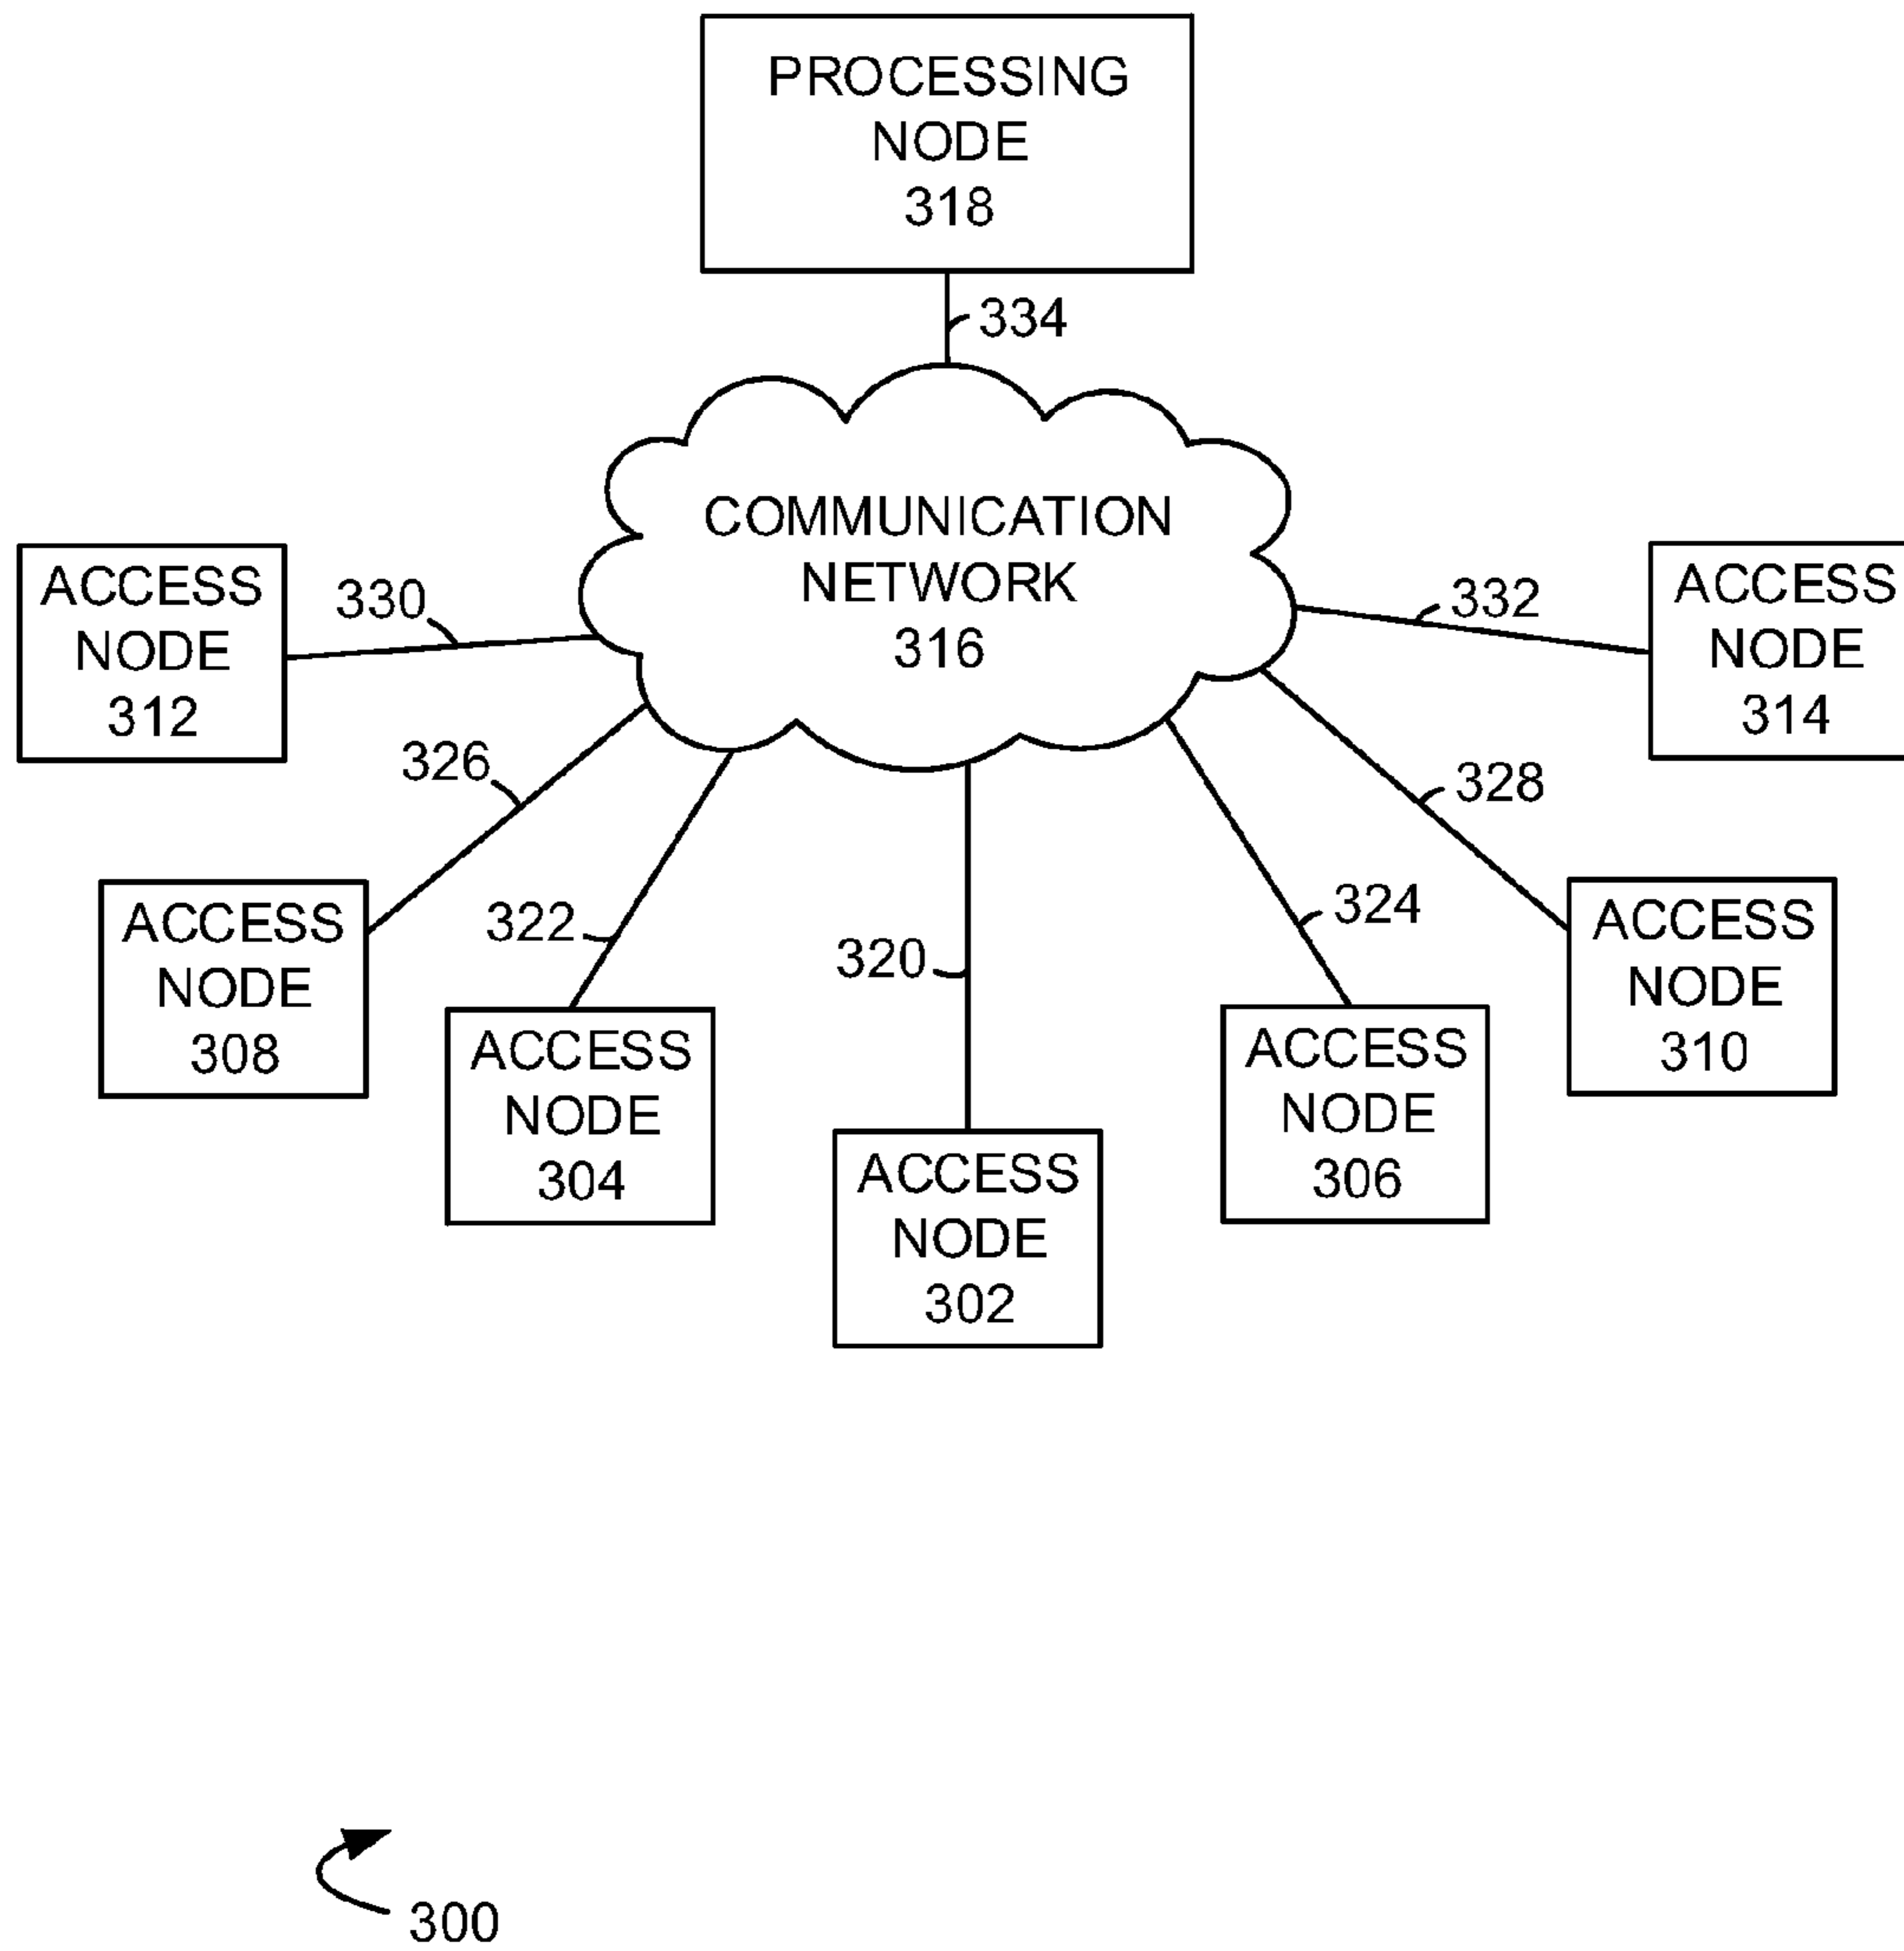 PROCESSING
NODE
318
334
COMMUNICATION
NETWORK
316
ACCESS
NODE
312
330
332
ACCESS
NODE
314
326
328
ACCESS
NODE
308
322
320
324
ACCESS
NODE
310
ACCESS
NODE
304
ACCESS
NODE
302
ACCESS
NODE
306
300